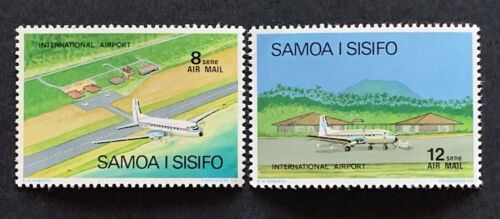 INTERNATIONAL AIRPORT
8 sene
AIR MAIL
SAMOA I SISIFO
SAMOA I SISIFO
INTERNATIONAL AIRPORT
12 sene
AIR MAIL